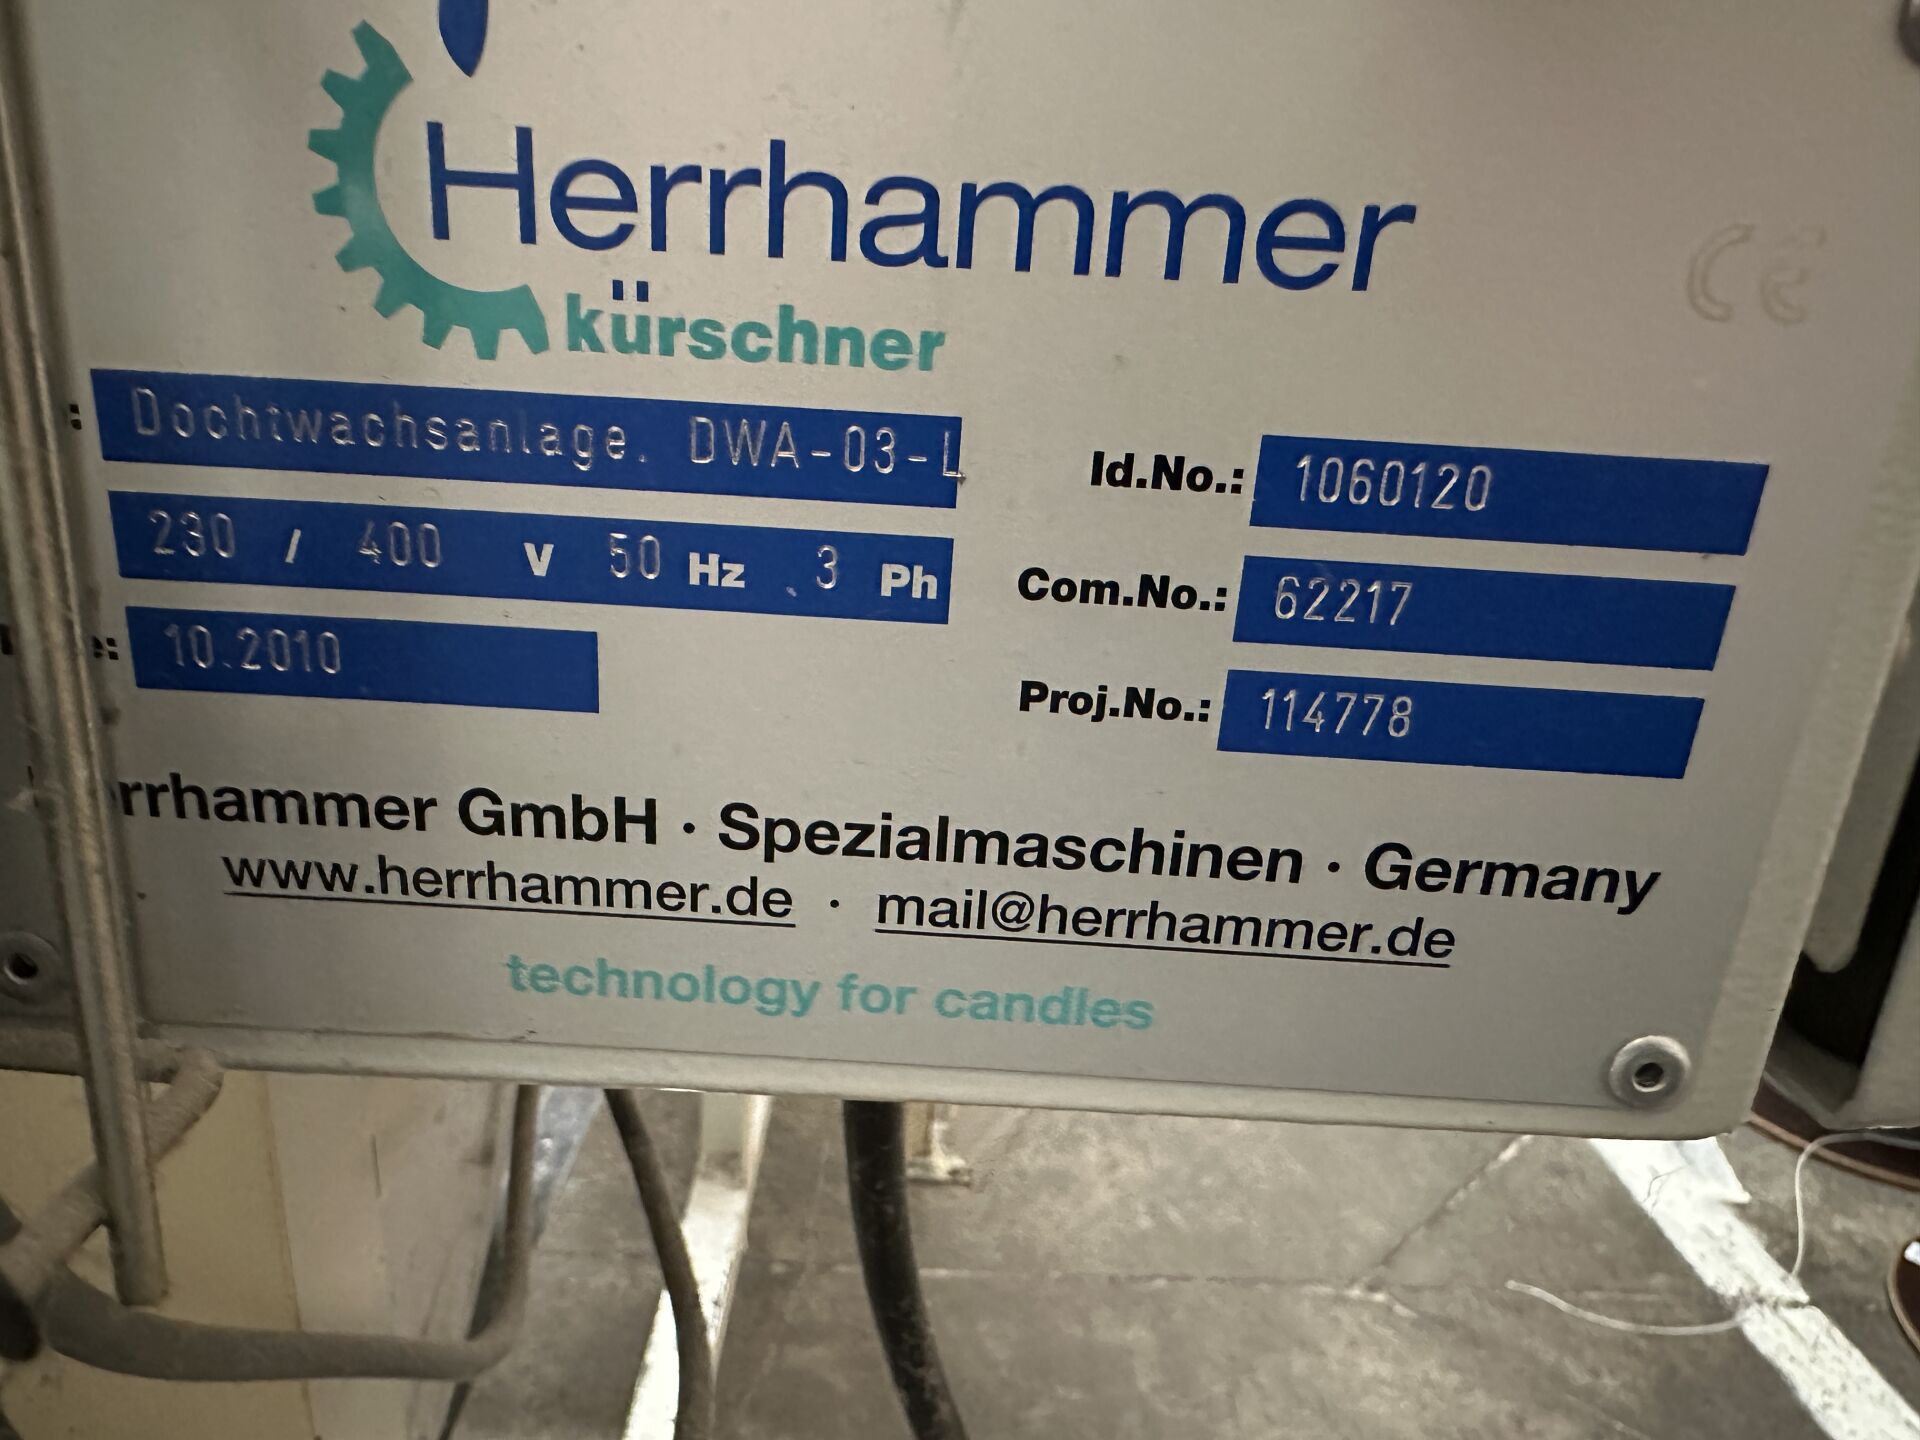 Herrhammer
kürschner
CE
: Dochtwachsanlage. DWA-03-L
230 / 400 V 50 Hz .3 Ph
: 10.2010
Id.No.: 1060120
Com.No.: 62217
Proj.No.: 114778
rrhammer GmbH · Spezialmaschinen · Germany
www.herrhammer.de · mail@herrhammer.de
technology for candles